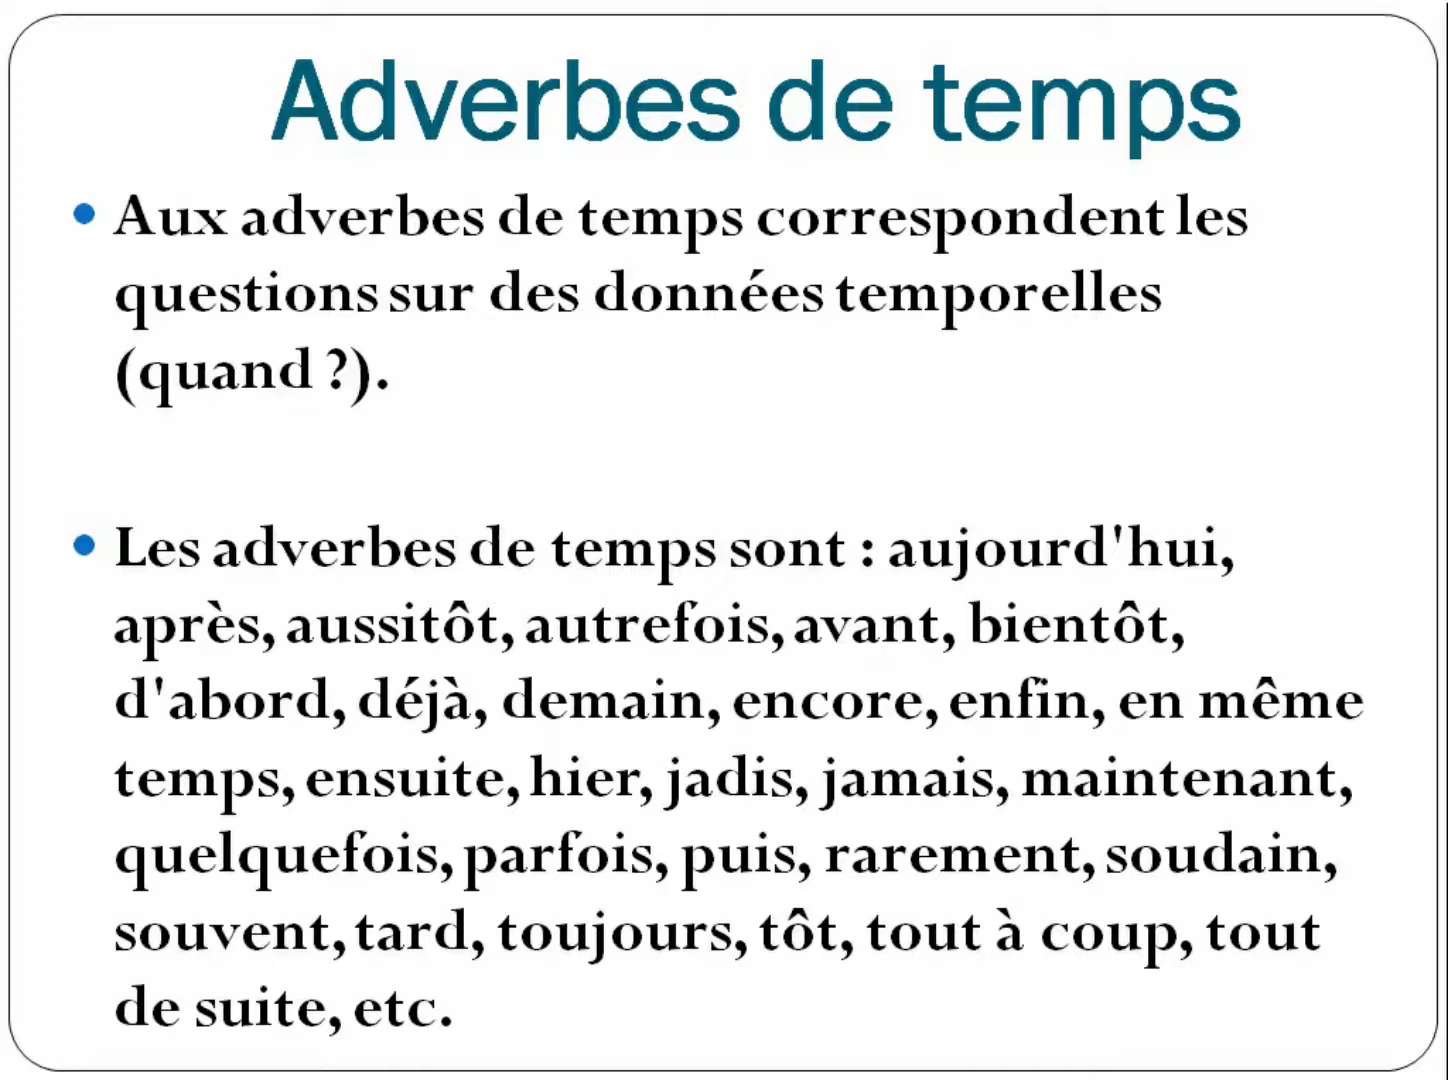 Adverbes de temps
• Aux adverbes de temps correspondent les
questions sur des données temporelles
(quand ?).
• Les adverbes de temps sont : aujourd'hui,
après, aussitôt, autrefois, avant, bientôt,
d'abord, déjà, demain, encore, enfin, en même
temps, ensuite, hier, jadis, jamais, maintenant,
quelquefois, parfois, puis, rarement, soudain,
souvent, tard, toujours, tôt, tout à coup, tout
de suite, etc.